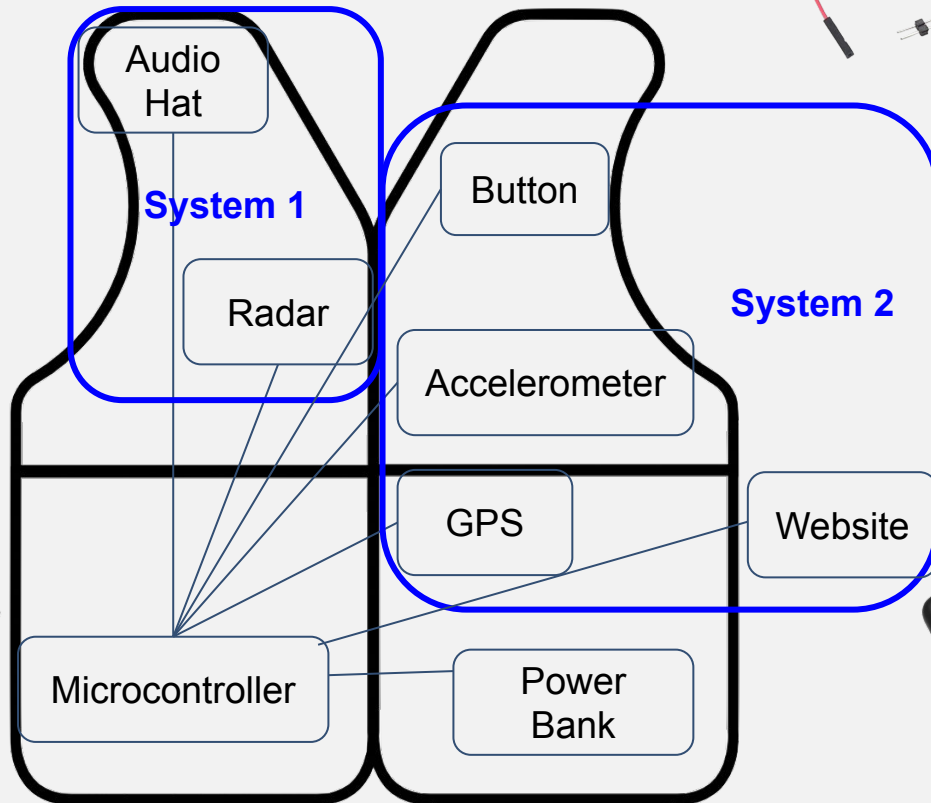 Audio
Hat
System 1
Button
Radar
System 2
Accelerometer
GPS
Website
Microcontroller
Power
Bank